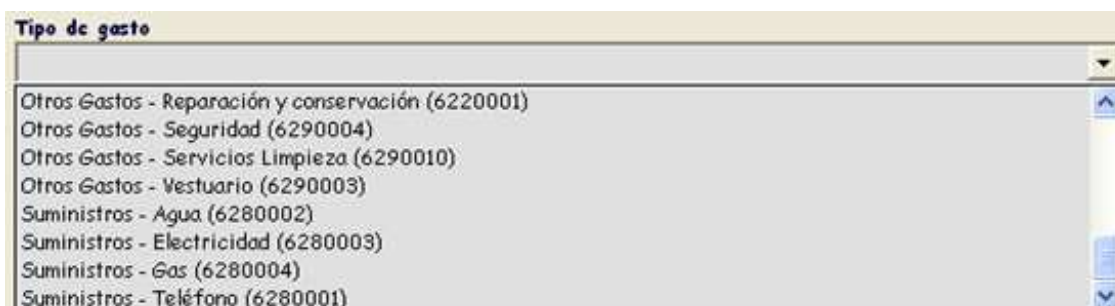 Tipo de gasto
Otros Gastos - Reparación y conservación (6220001)
Otros Gastos - Seguridad (6290004)
Otros Gastos - Servicios Limpieza (6290010)
Otros Gastos - Vestuario (6290003)
Suministros - Agua (6280002)
Suministros - Electricidad (6280003)
Suministros - Gas (6280004)
Suministros - Teléfono (6280001)